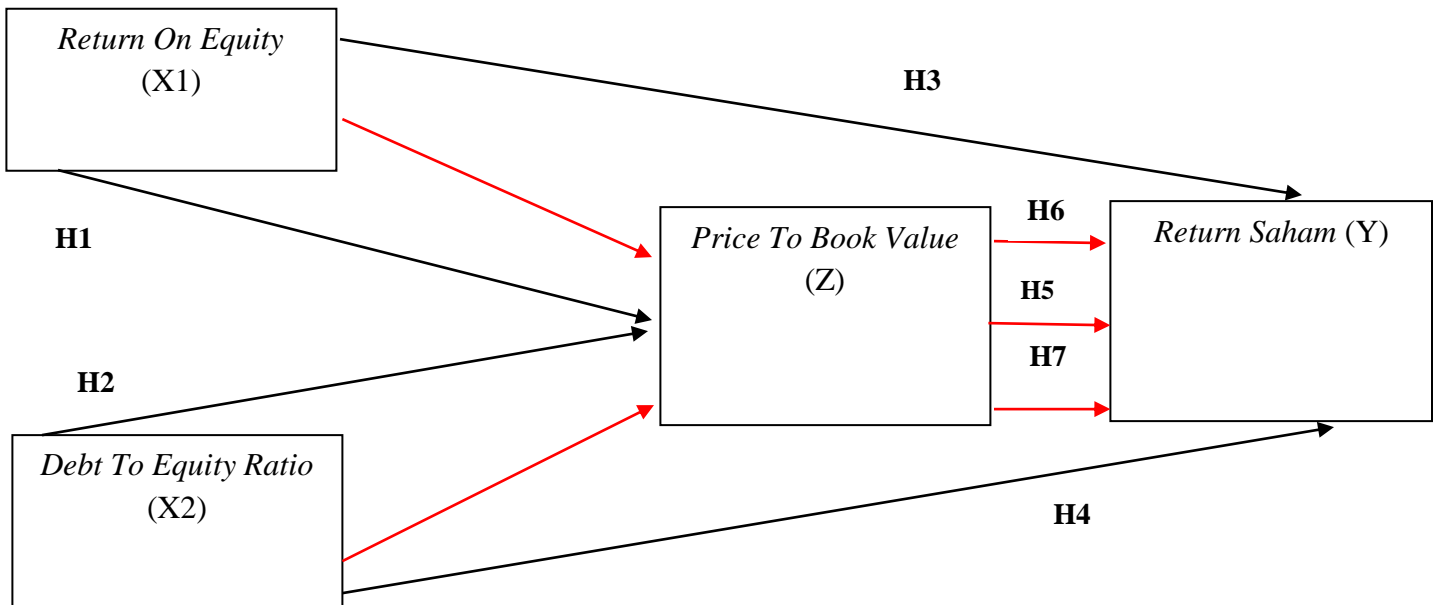 Return On Equity
(X1)
H3
H1
H6
Price To Book Value
(Z)
Return Saham (Y)
H5
H7
H2
Debt To Equity Ratio
(X2)
H4